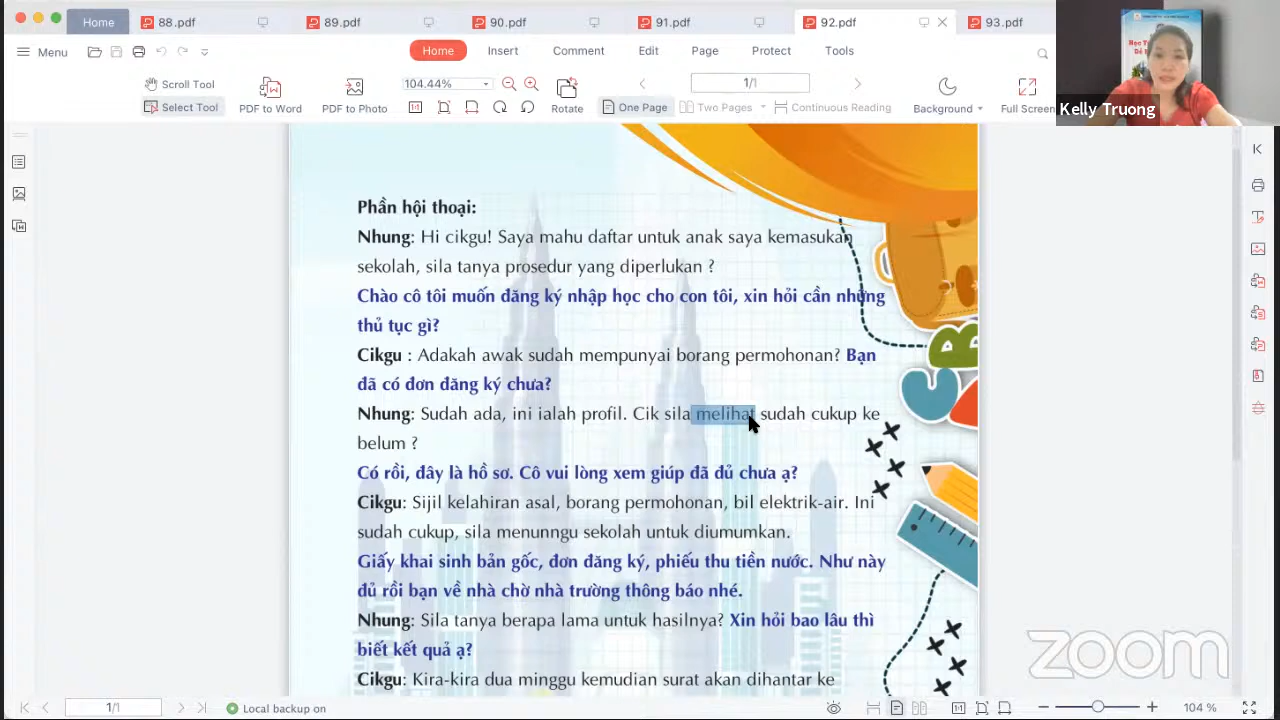 Home
88.pdf
89.pdf
90.pdf
91.pdf
92.pdf
93.pdf
Menu
Home
Insert
Comment
Edit
Page
Protect
Tools
Scroll Tool
Select Tool
PDF to Word
PDF to Photo
104.44%
Rotate
1/1
One Page
Two Pages
Continuous Reading
Background
Full Screen
Kelly Truong
Phần hội thoại:
Nhung: Hi cikgu! Saya mahu daftar untuk anak saya kemasukan
sekolah, sila tanya prosedur yang diperlukan ?
Chào cô tôi muốn đăng ký nhập học cho con tôi, xin hỏi cần những
thủ tục gì?
Cikgu : Adakah awak sudah mempunyai borang permohonan? Bạn
đã có đơn đăng ký chưa?
Nhung: Sudah ada, ini ialah profil. Cik sila melihat sudah cukup ke
belum ?
Có rồi, đây là hồ sơ. Cô vui lòng xem giúp đã đủ chưa ạ?
Cikgu: Sijil kelahiran asal, borang permohonan, bil elektrik-air. Ini
sudah cukup, sila menunngu sekolah untuk diumumkan.
Giấy khai sinh bản gốc, đơn đăng ký, phiếu thu tiền nước. Như này
đủ rồi bạn về nhà chờ nhà trường thông báo nhé.
Nhung: Sila tanya berapa lama untuk hasilnya? Xin hỏi bao lâu thì
biết kết quả ạ?
Cikgu: Kira-kira dua minggu kemudian surat akan dihantar ke
zoom
1/1
Local backup on
104 %